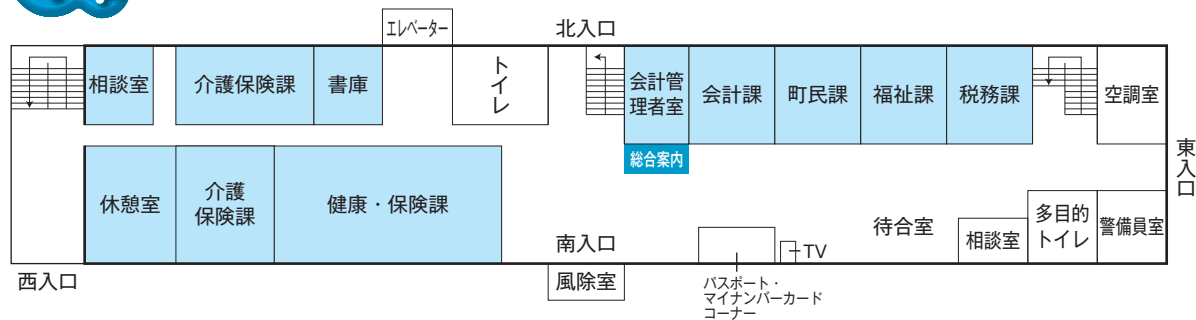 エレベーター
北入口
相談室
介護保険課
書庫
トイレ
会計管
理者室
会計課
町民課
福祉課
税務課
空調室
総合案内
東入口
休憩室
介護
保険課
健康・保険課
南入口
待合室
相談室
多目的
トイレ
警備員室
TV
西入口
風除室
パスポート・
マイナンバーカード
コーナー